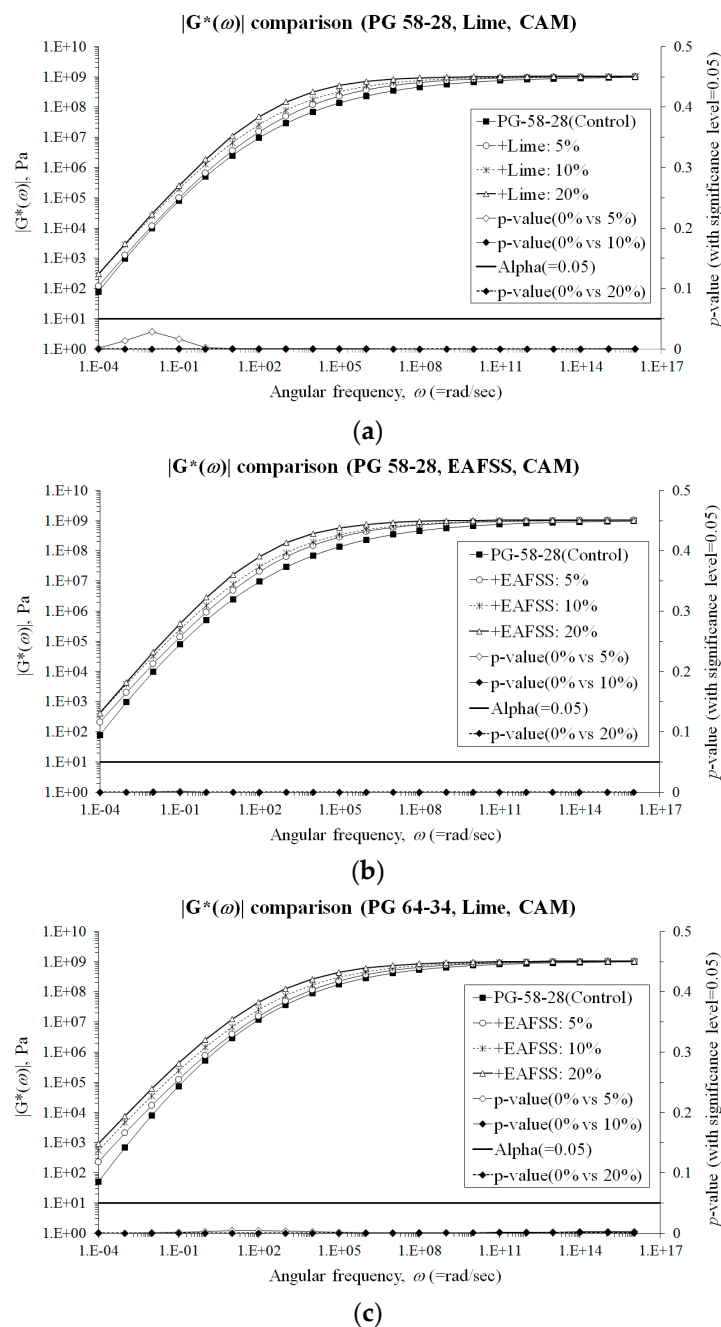 |G*(ω)| comparison (PG 58-28, Lime, CAM)
1.E+10
1.E+09
1.E+08
1.E+07
1.E+06
1.E+05
1.E+04
1.E+03
1.E+02
1.E+01
1.E+00
|G*(ω)|, Pa
0.5
0.4
0.3
0.2
0.1
0
p-value (with significance level=0.05)
PG-58-28(Control)
+Lime: 5%
+Lime: 10%
+Lime: 20%
p-value(0% vs 5%)
p-value(0% vs 10%)
Alpha(=0.05)
p-value(0% vs 20%)
1.E-04 1.E-01 1.E+02 1.E+05 1.E+08 1.E+11 1.E+14 1.E+17
Angular frequency, ω (=rad/sec)
(a)
|G*(ω)| comparison (PG 58-28, EAFSS, CAM)
1.E+10
1.E+09
1.E+08
1.E+07
1.E+06
1.E+05
1.E+04
1.E+03
1.E+02
1.E+01
1.E+00
|G*(ω)|, Pa
0.5
0.4
0.3
0.2
0.1
0
p-value (with significance level=0.05)
PG-58-28(Control)
+EAFSS: 5%
+EAFSS: 10%
+EAFSS: 20%
p-value(0% vs 5%)
p-value(0% vs 10%)
Alpha(=0.05)
p-value(0% vs 20%)
1.E-04 1.E-01 1.E+02 1.E+05 1.E+08 1.E+11 1.E+14 1.E+17
Angular frequency, ω (=rad/sec)
(b)
|G*(ω)| comparison (PG 64-34, Lime, CAM)
1.E+10
1.E+09
1.E+08
1.E+07
1.E+06
1.E+05
1.E+04
1.E+03
1.E+02
1.E+01
1.E+00
|G*(ω)|, Pa
0.5
0.4
0.3
0.2
0.1
0
p-value (with significance level=0.05)
PG-58-28(Control)
+EAFSS: 5%
+EAFSS: 10%
+EAFSS: 20%
p-value(0% vs 5%)
p-value(0% vs 10%)
Alpha(=0.05)
p-value(0% vs 20%)
1.E-04 1.E-01 1.E+02 1.E+05 1.E+08 1.E+11 1.E+14 1.E+17
Angular frequency, ω (=rad/sec)
(c)